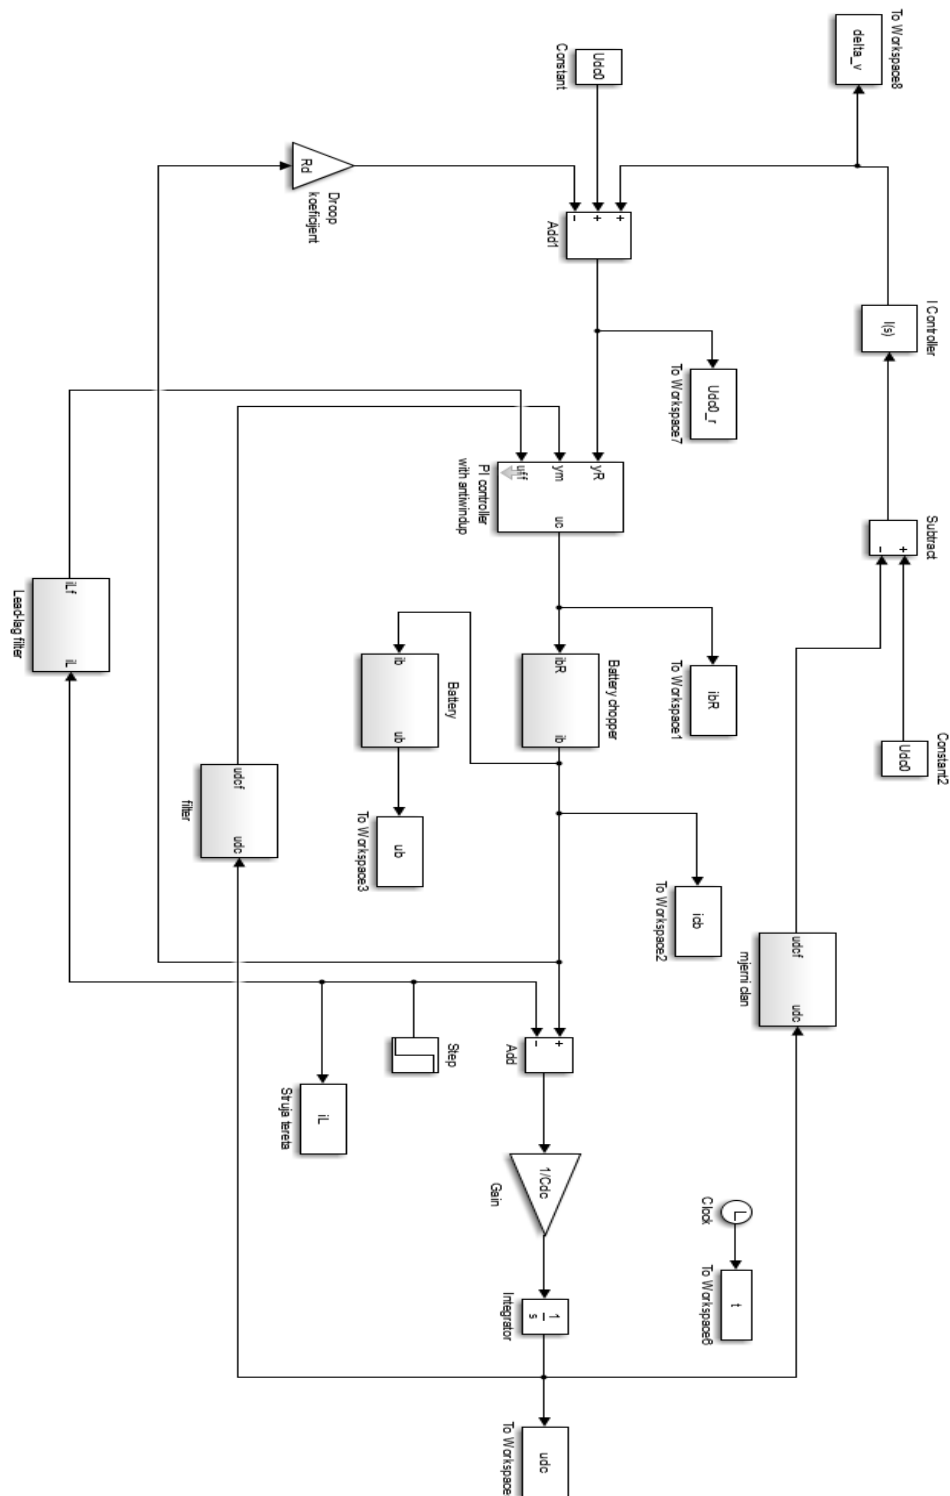 delta_v
To Workspace8
Udc0
Constant
Rd
Droop
koeficijent
+
+
-
Add1
I(s)
I Controller
Udc0_r
To Workspace7
yR
ym
uff
uc
PI controller
with antiwindup
+
-
Subtract
Udc0
Constant2
iLf
iL
Lead-lag filter
ibR
ib
Battery chopper
ibR
To Workspace1
ib
ub
Battery
ub
To Workspace3
udcf
udc
filter
icb
To Workspace2
udcf
udc
mjerni clan
Step
iL
Struja tereta
+
-
Add
1/Cdc
Gain
1
s
Integrator
Clock
t
To Workspace6
udc
To Workspace